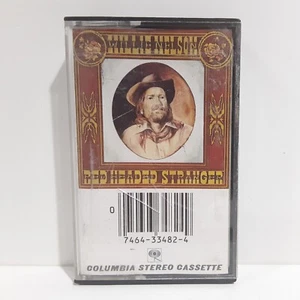 WILLIE NELSON
RED HEADED STRANGER
0
7464-33482-4
COLUMBIA STEREO CASSETTE